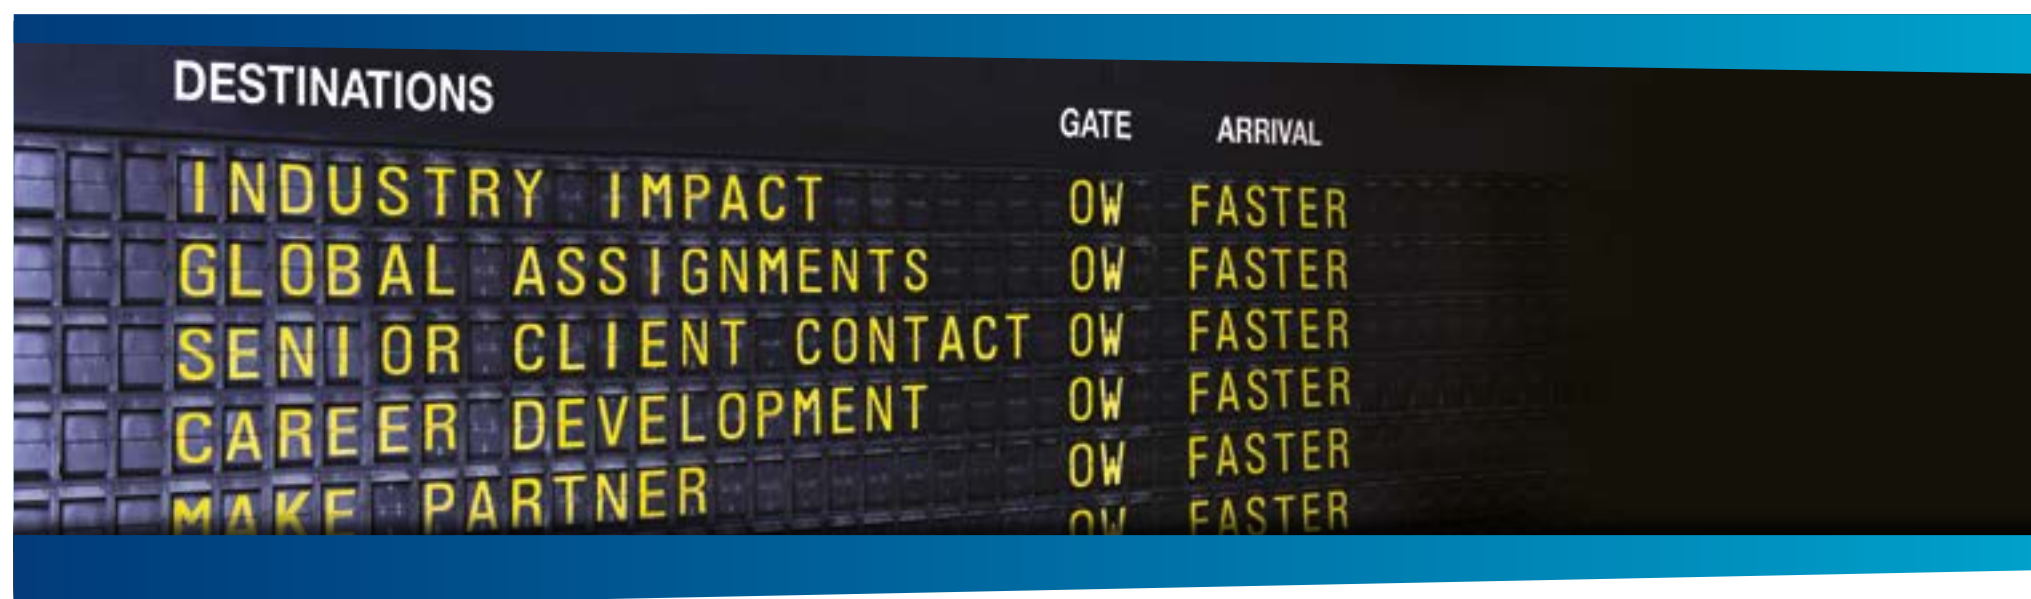 DESTINATIONS GATE ARRIVAL
INDUSTRY IMPACT OW FASTER
GLOBAL ASSIGNMENTS OW FASTER
SENIOR CLIENT CONTACT OW FASTER
CAREER DEVELOPMENT OW FASTER
MAKE PARTNER OW FASTER
OW FASTER